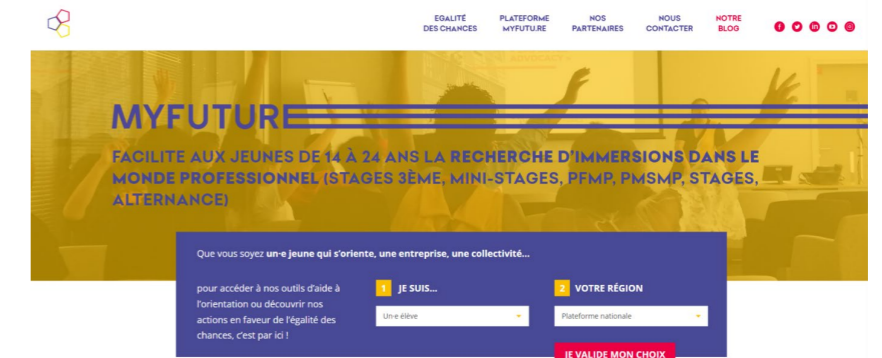 EGALITÉ
DES CHANCES
PLATEFORME
MYFUTU.RE
NOS
PARTENAIRES
NOUS
CONTACTER
NOTRE
BLOG
MYFUTURE
FACILITE AUX JEUNES DE 14 À 24 ANS LA RECHERCHE D'IMMERSIONS DANS LE
MONDE PROFESSIONNEL (STAGES 3ÈME, MINI-STAGES, PFMP, PMSMP, STAGES,
ALTERNANCE)
Que vous soyez un·e jeune qui s'oriente, une entreprise, une collectivité...
pour accéder à nos outils d'aide à
l'orientation ou découvrir nos
actions en faveur de l'égalité des
chances, c'est par ici !
1 JE SUIS...
Un·e élève
2 VOTRE RÉGION
Plateforme nationale
JE VALIDE MON CHOIX